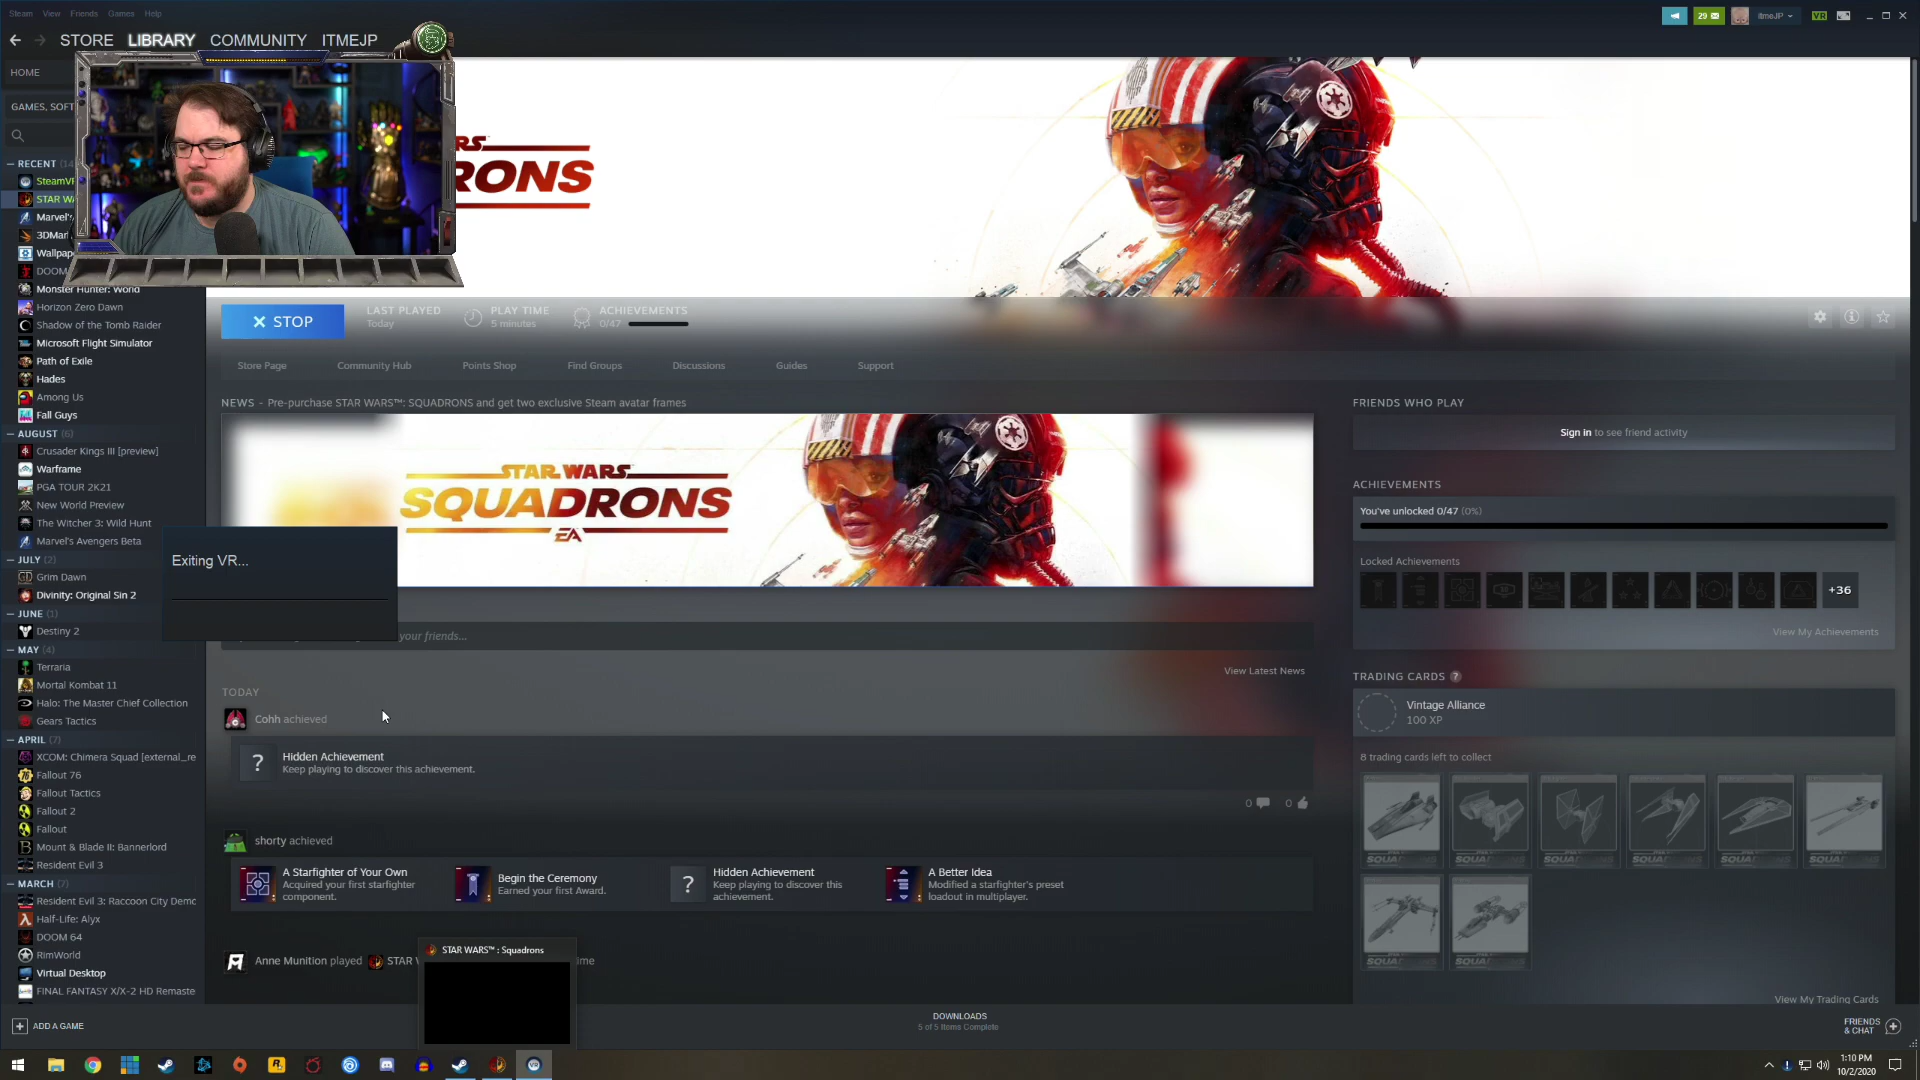 Steam View Friends Games Help
29 itmeJP VR
STORE LIBRARY COMMUNITY ITMEJP
HOME
GAMES, SOFT
RECENT
SteamVR
STAR WA
Marvel's
3DMark
Wallpape
DOOM
Monster Hunter: World
Horizon Zero Dawn
Shadow of the Tomb Raider
Microsoft Flight Simulator
Path of Exile
Hades
Among Us
Fall Guys
AUGUST (6)
Crusader Kings III [preview]
Warframe
PGA TOUR 2K21
New World Preview
The Witcher 3: Wild Hunt
Marvel's Avengers Beta
JULY (2)
Grim Dawn
Divinity: Original Sin 2
JUNE (1)
Destiny 2
MAY (4)
Terraria
Mortal Kombat 11
Halo: The Master Chief Collection
Gears Tactics
APRIL (7)
XCOM: Chimera Squad [external_re
Fallout 76
Fallout Tactics
Fallout 2
Fallout
Mount & Blade II: Bannerlord
Resident Evil 3
MARCH (7)
Resident Evil 3: Raccoon City Demo
Half-Life: Alyx
DOOM 64
RimWorld
Virtual Desktop
FINAL FANTASY X/X-2 HD Remaste
ADD A GAME
RS™
RONS
STOP
LAST PLAYED
Today
PLAY TIME
5 minutes
ACHIEVEMENTS
0/47
Store Page Community Hub Points Shop Find Groups Discussions Guides Support
NEWS - Pre-purchase STAR WARS™: SQUADRONS and get two exclusive Steam avatar frames
STAR WARS™
SQUADRONS
EA
Exiting VR...
your friends...
View Latest News
TODAY
Cohh achieved
Hidden Achievement
Keep playing to discover this achievement.
0 0
shorty achieved
A Starfighter of Your Own
Acquired your first starfighter
component.
Begin the Ceremony
Earned your first Award.
Hidden Achievement
Keep playing to discover this
achievement.
A Better Idea
Modified a starfighter's preset
loadout in multiplayer.
Anne Munition played STAR W
ime
STAR WARS™ : Squadrons
FRIENDS WHO PLAY
Sign in to see friend activity
ACHIEVEMENTS
You've unlocked 0/47 (0%)
Locked Achievements
+36
View My Achievements
TRADING CARDS ?
Vintage Alliance
100 XP
8 trading cards left to collect
View My Trading Cards
DOWNLOADS
5 of 5 Items Complete
FRIENDS
& CHAT
1:10 PM
10/2/2020